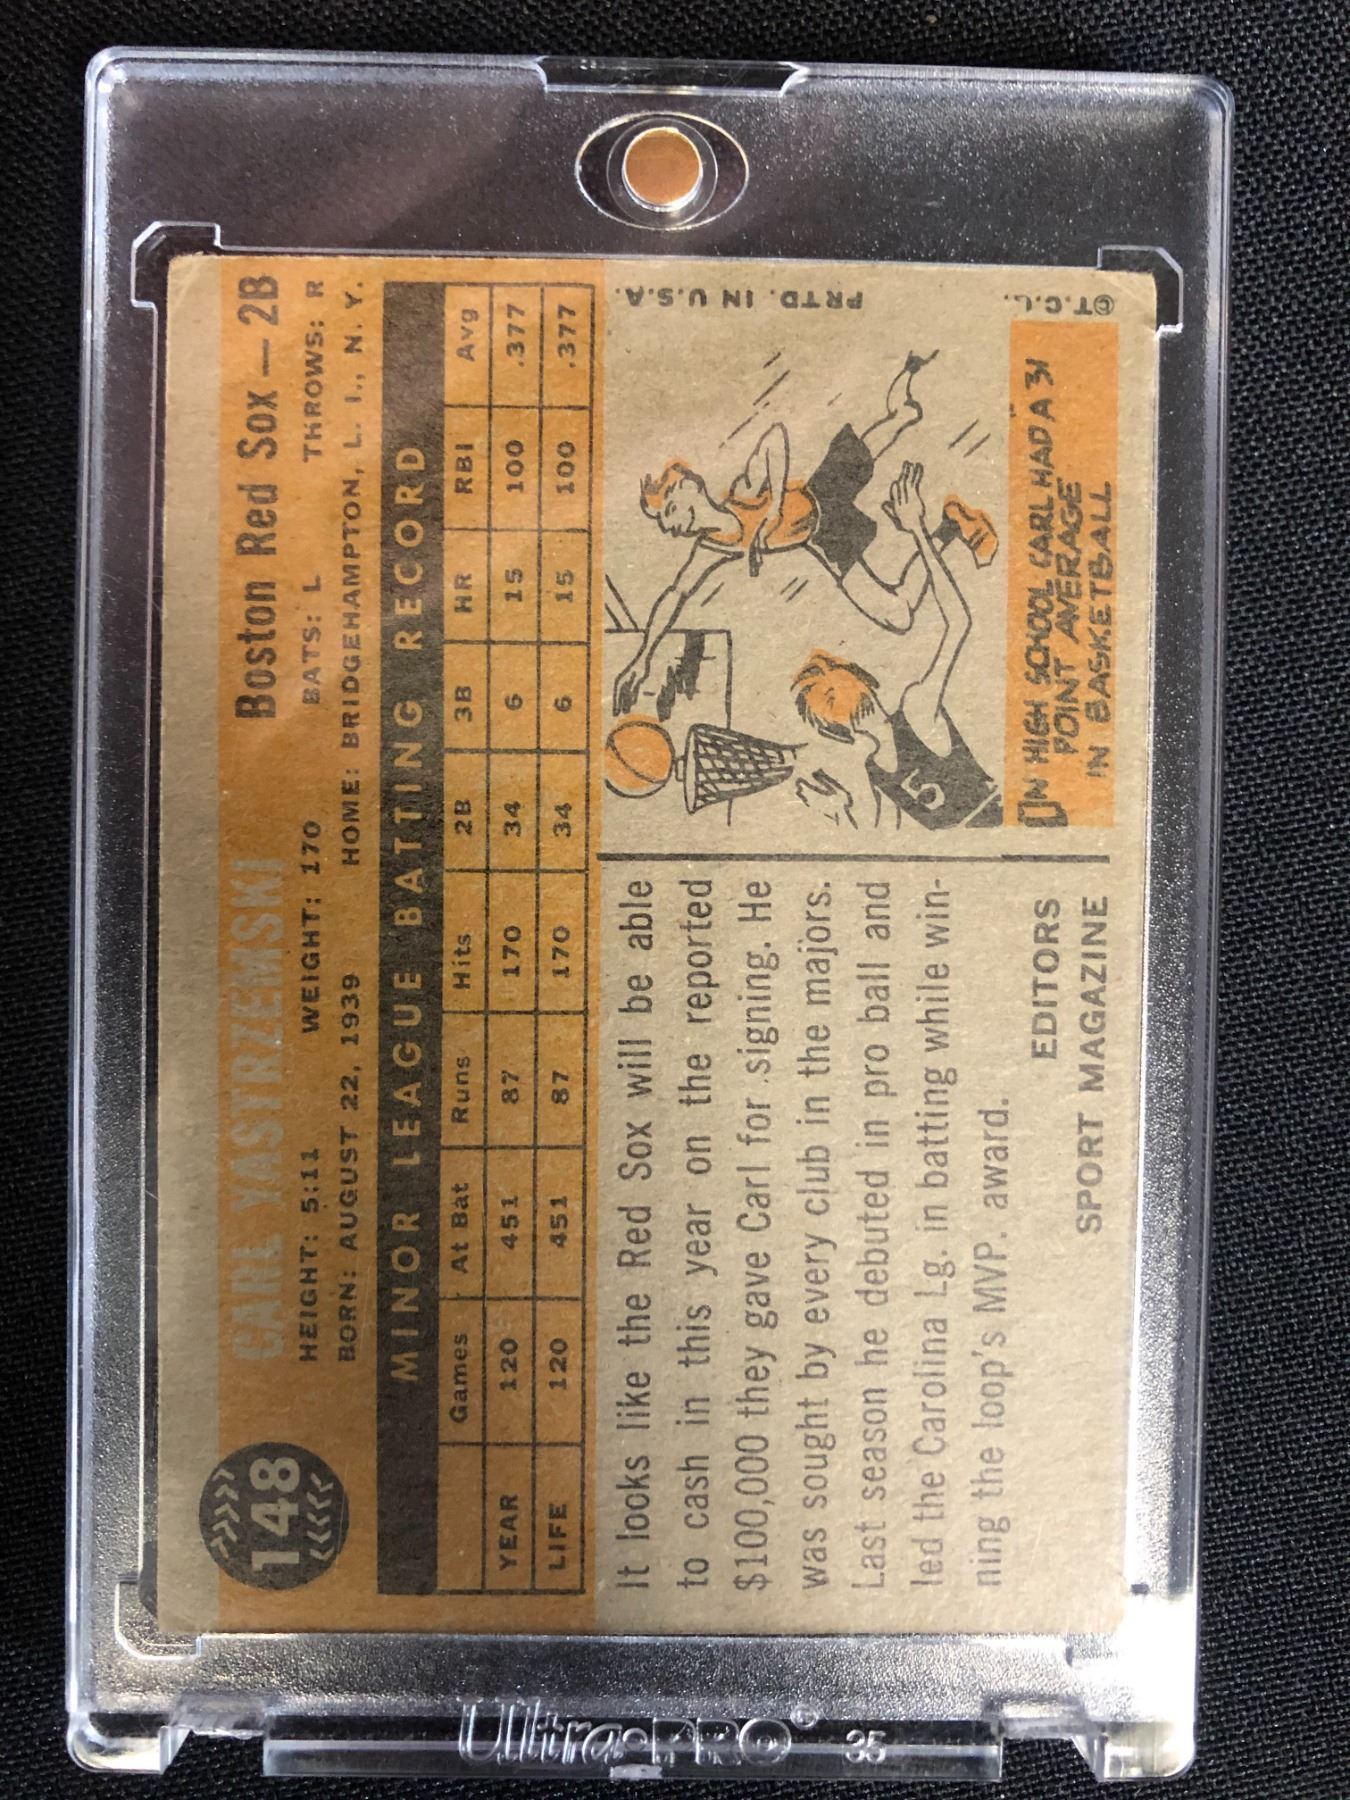 148
CARL YASTRZEMSKI Boston Red Sox — 2B
HEIGHT: 5:11 WEIGHT: 170 BATS: L THROWS: R
BORN: AUGUST 22, 1939 HOME: BRIDGEHAMPTON, L. I., N. Y.
MINOR LEAGUE BATTING RECORD
Games At Bat Runs Hits 2B 3B HR RBI Avg
YEAR 120 451 87 170 34 6 15 100 .377
LIFE 120 451 87 170 34 6 15 100 .377
It looks like the Red Sox will be able
to cash in this year on the reported
$100,000 they gave Carl for signing. He
was sought by every club in the majors.
Last season he debuted in pro ball and
led the Carolina Lg. in batting while win-
ning the loop's MVP. award.
EDITORS
SPORT MAGAZINE
5
IN HIGH SCHOOL CARL HAD A 31
POINT AVERAGE
IN BASKETBALL
©T.C.G.
PRTD. IN U.S.A.
Ultra•PRO© 35